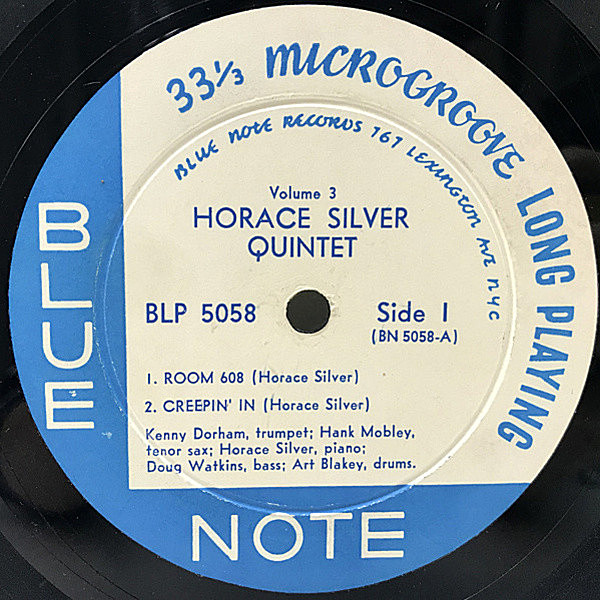 33⅓ MICROGROOVE LONG PLAYING
BLUE NOTE RECORDS 767 LEXINGTON AVE NYC
Volume 3
HORACE SILVER
QUINTET
BLP 5058 Side 1
(BN 5058-A)
1. ROOM 608 (Horace Silver)
2. CREEPIN' IN (Horace Silver)
Kenny Dorham, trumpet; Hank Mobley,
tenor sax; Horace Silver, piano;
Doug Watkins, bass; Art Blakey, drums.
BLUE
NOTE